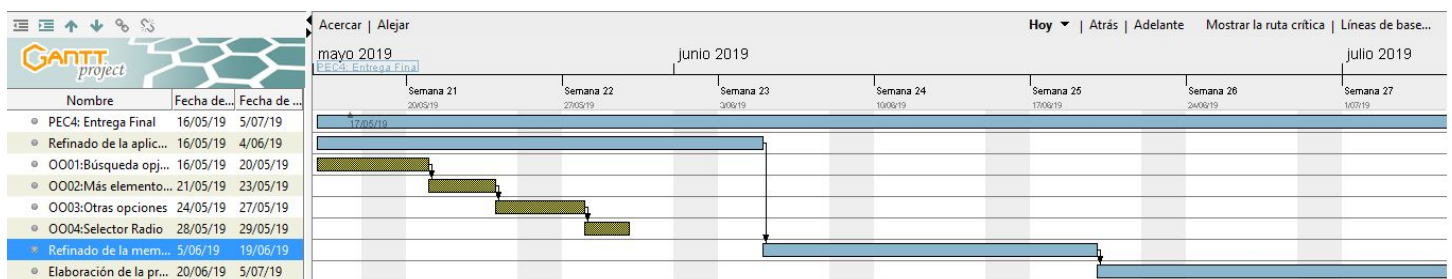 Acercar | Alejar Hoy | Atrás | Adelante Mostrar la ruta crítica | Líneas de base...
GANTT project
mayo 2019 junio 2019 julio 2019
PEC4: Entrega Final
Semana 21 Semana 22 Semana 23 Semana 24 Semana 25 Semana 26 Semana 27
20/05/19 27/05/19 3/06/19 10/06/19 17/06/19 24/06/19 1/07/19
Nombre Fecha de... Fecha de ...
PEC4: Entrega Final 16/05/19 5/07/19
17/05/19
Refinado de la aplic... 16/05/19 4/06/19
OO01:Búsqueda opj... 16/05/19 20/05/19
OO02:Más elemento... 21/05/19 23/05/19
OO03:Otras opciones 24/05/19 27/05/19
OO04:Selector Radio 28/05/19 29/05/19
Refinado de la mem... 5/06/19 19/06/19
Elaboración de la pr... 20/06/19 5/07/19